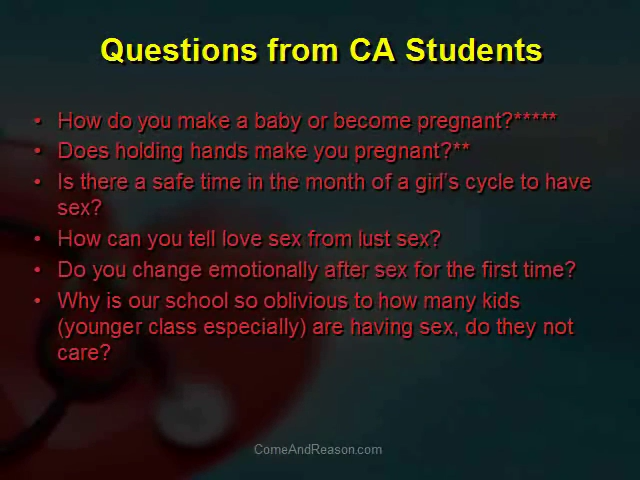 Questions from CA Students
• How do you make a baby or become pregnant?*****
• Does holding hands make you pregnant?**
• Is there a safe time in the month of a girl's cycle to have
sex?
• How can you tell love sex from lust sex?
• Do you change emotionally after sex for the first time?
• Why is our school so oblivious to how many kids
(younger class especially) are having sex, do they not
care?
ComeAndReason.com